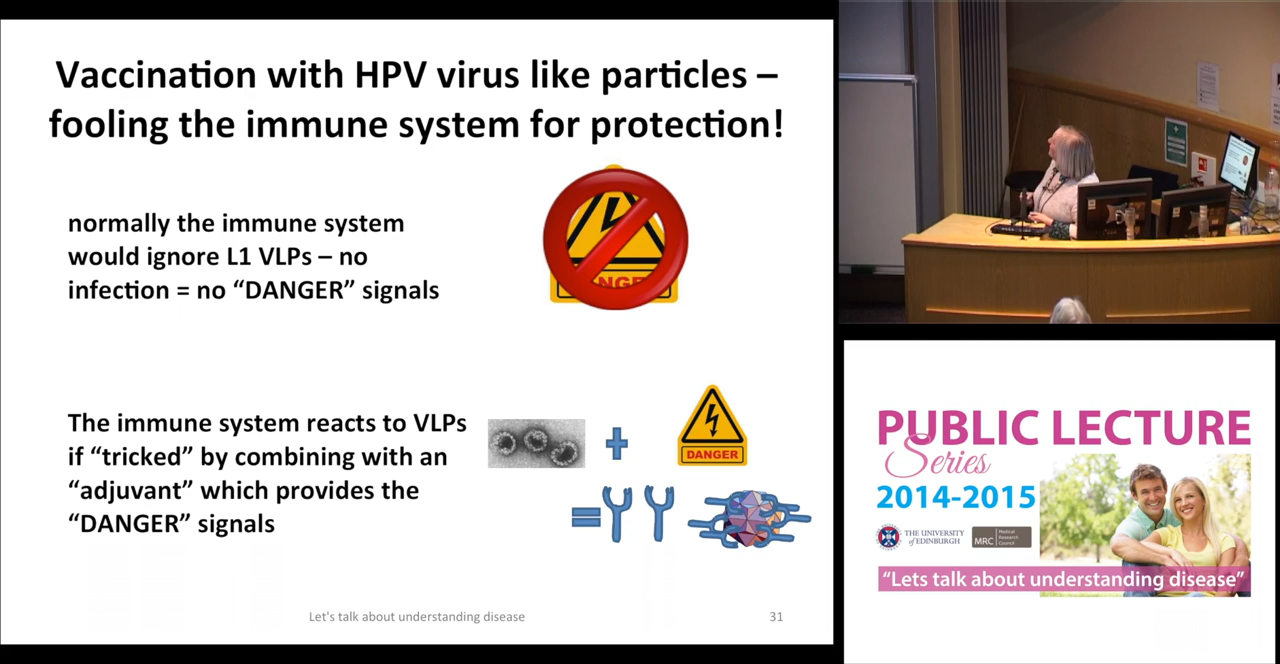 Vaccination with HPV virus like particles –
fooling the immune system for protection!
normally the immune system
would ignore L1 VLPs – no
infection = no “DANGER” signals
The immune system reacts to VLPs
if “tricked” by combining with an
“adjuvant” which provides the
“DANGER” signals
DANGER
Let's talk about understanding disease
31
PUBLIC LECTURE
Series
2014-2015
THE UNIVERSITY
of EDINBURGH
MRC
Medical
Research
Council
“Lets talk about understanding disease”